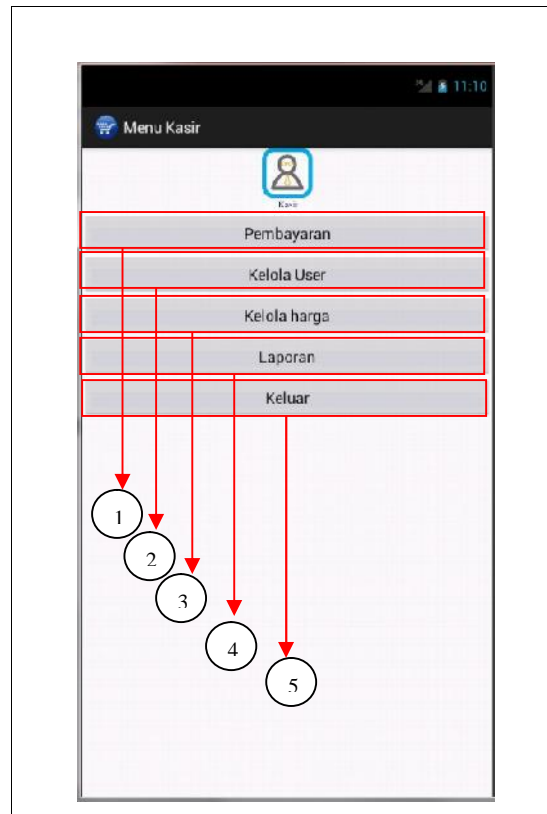 11:10
Menu Kasir
Kasir
Pembayaran
Kelola User
Kelola harga
Laporan
Keluar
1
2
3
4
5